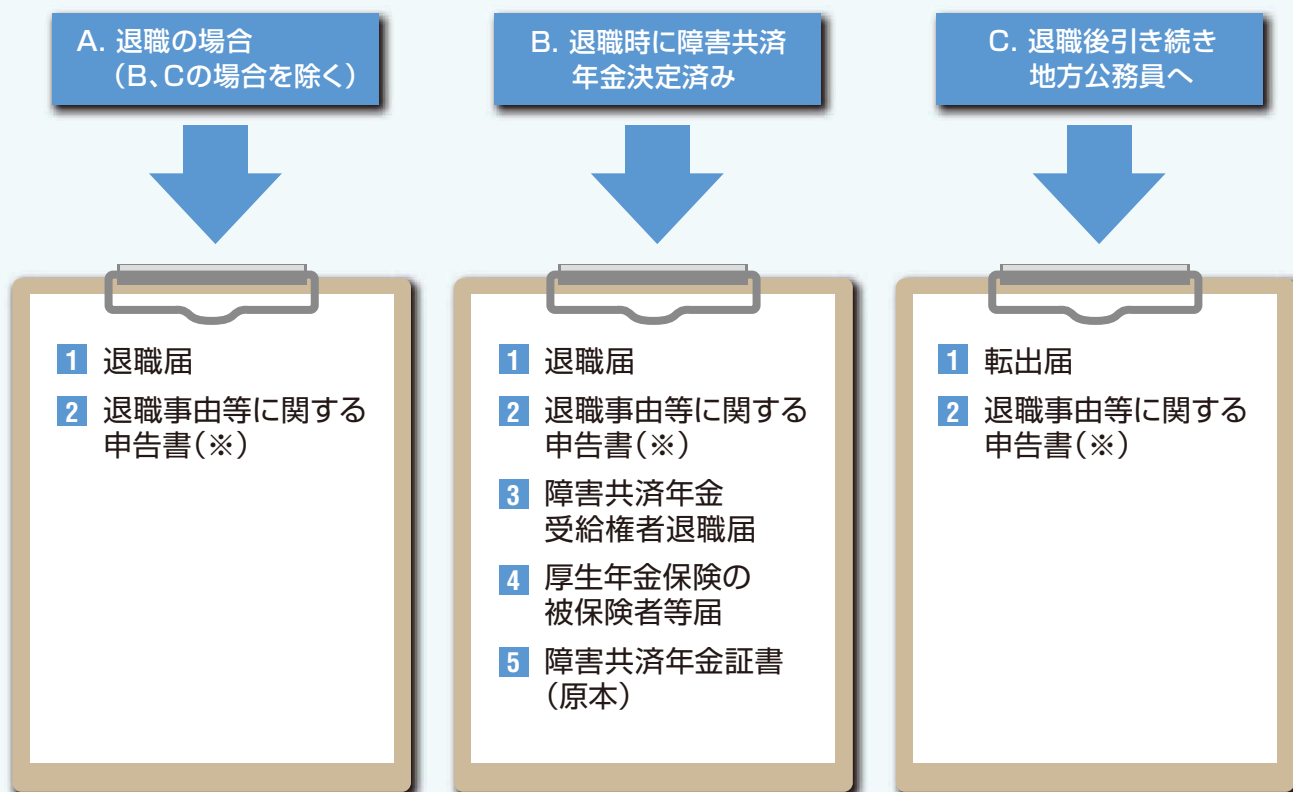 A. 退職の場合
（B、Cの場合を除く）
B. 退職時に障害共済
年金決定済み
C. 退職後引き続き
地方公務員へ
1 退職届
2 退職事由等に関する
申告書（※）
1 退職届
2 退職事由等に関する
申告書（※）
3 障害共済年金
受給権者退職届
4 厚生年金保険の
被保険者等届
5 障害共済年金証書
（原本）
1 転出届
2 退職事由等に関する
申告書（※）